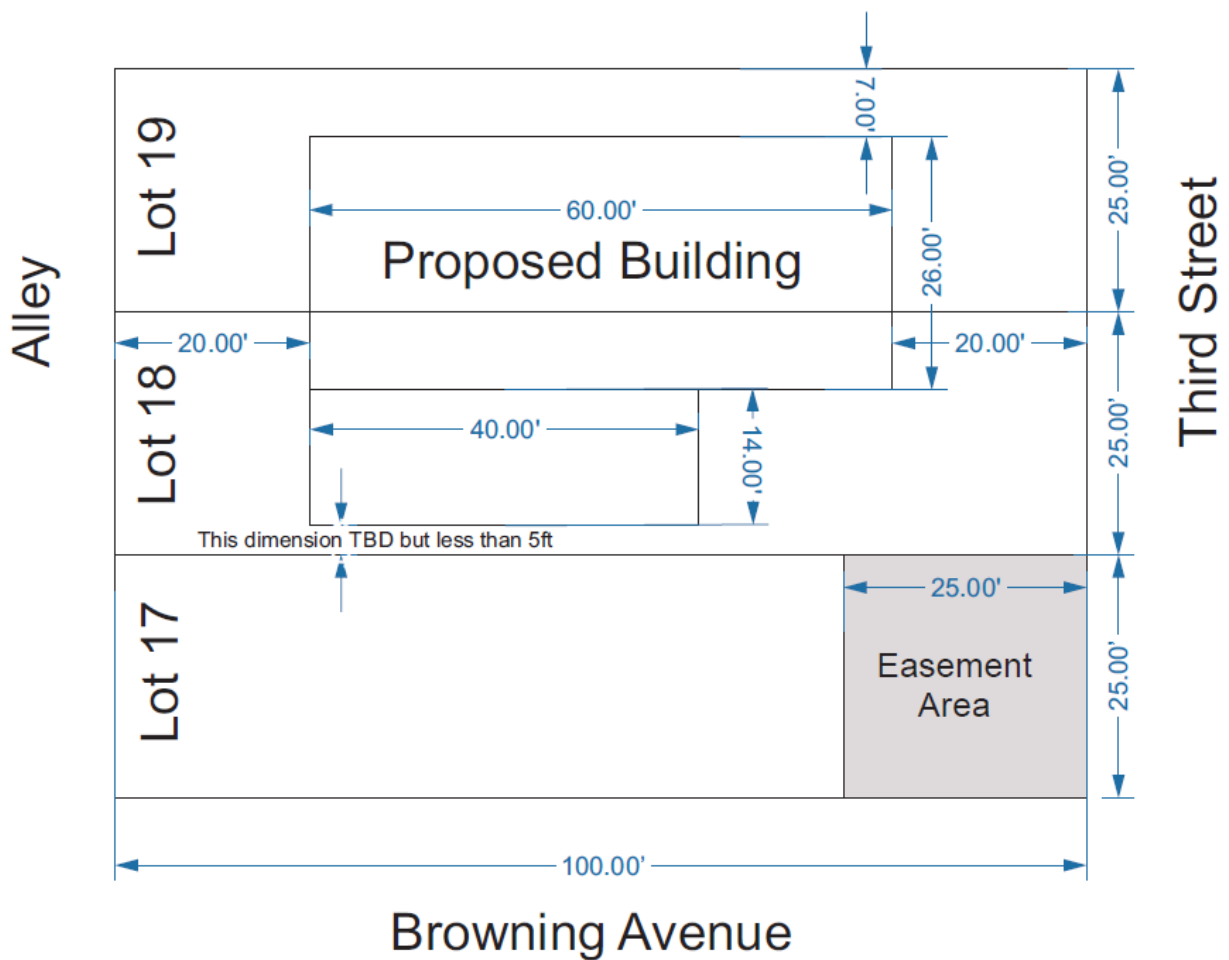 7.00'
Lot 19
25.00'
60.00'
Proposed Building
26.00'
Alley
Third Street
20.00'
20.00'
Lot 18
40.00'
14.00'
25.00'
This dimension TBD but less than 5ft
25.00'
Lot 17
Easement
Area
25.00'
100.00'
Browning Avenue